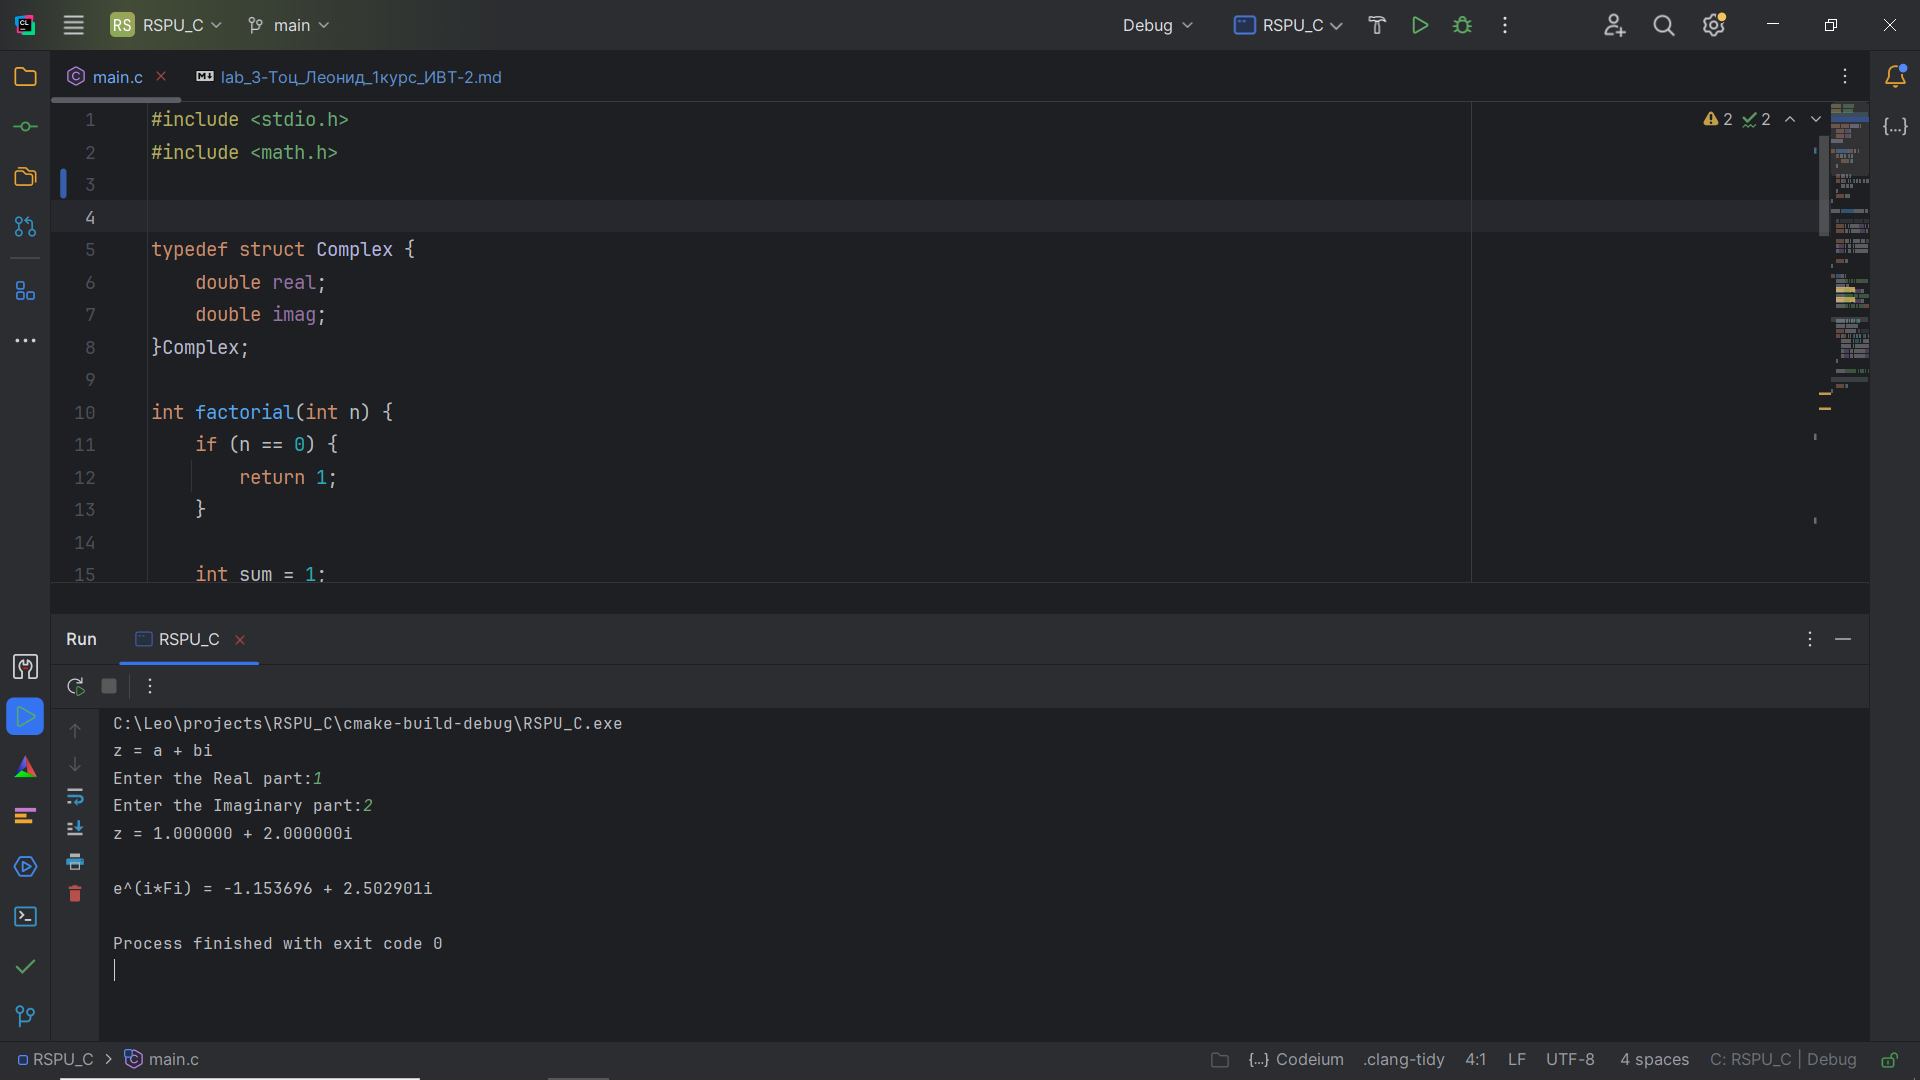 RS RSPU_C main Debug RSPU_C
main.c lab_3-Тоц_Леонид_1курс_ИВТ-2.md
1 #include <stdio.h>
2 #include <math.h>
3
4
5 typedef struct Complex {
6 double real;
7 double imag;
8 }Complex;
9
10 int factorial(int n) {
11 if (n == 0) {
12 return 1;
13 }
14
15 int sum = 1;
2 2
Run RSPU_C
C:\Leo\projects\RSPU_C\cmake-build-debug\RSPU_C.exe
z = a + bi
Enter the Real part:1
Enter the Imaginary part:2
z = 1.000000 + 2.000000i
e^(i*Fi) = -1.153696 + 2.502901i
Process finished with exit code 0
RSPU_C > main.c {...} Codeium .clang-tidy 4:1 LF UTF-8 4 spaces C: RSPU_C | Debug